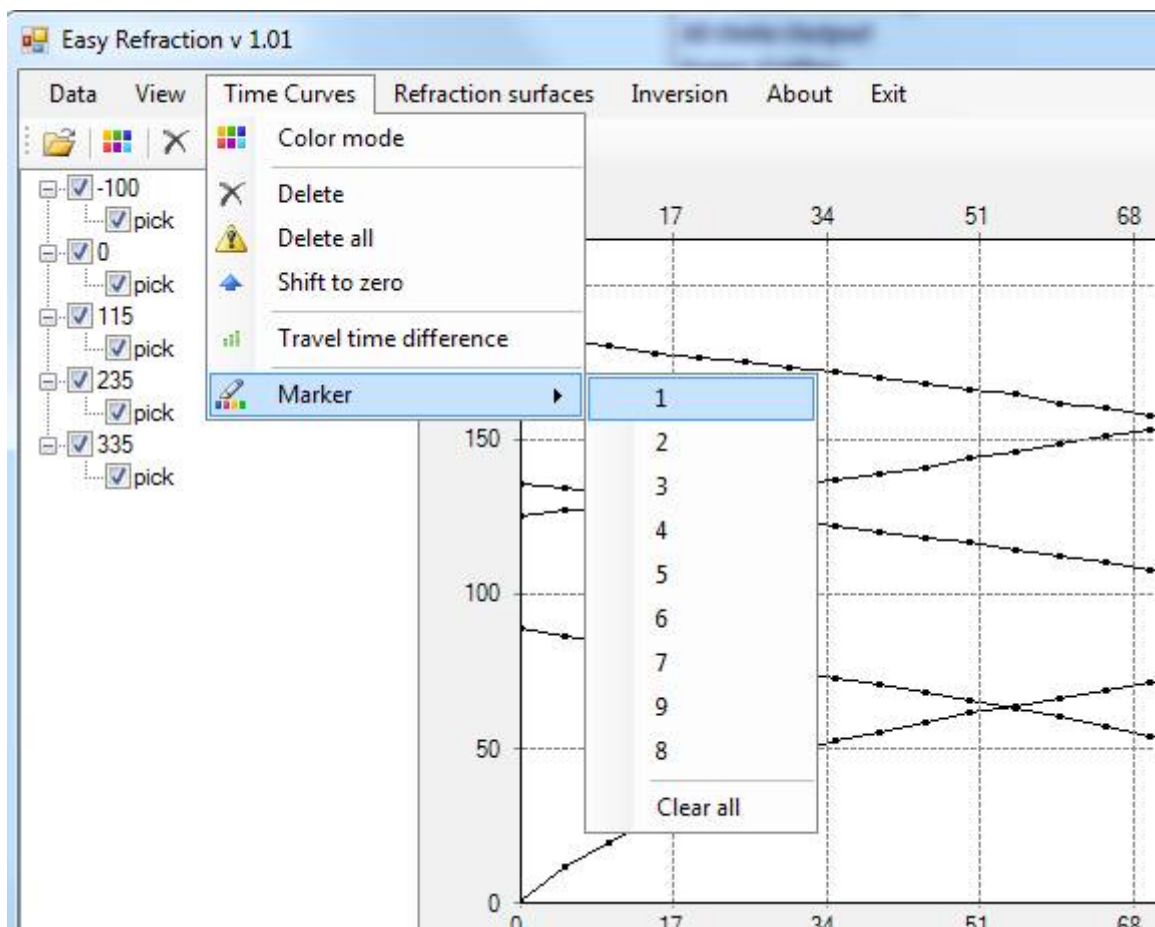 Easy Refraction v 1.01
Data View Time Curves Refraction surfaces Inversion About Exit
Color mode
Delete
Delete all
Shift to zero
Travel time difference
Marker
1
2
3
4
5
6
7
9
8
Clear all
-100
pick
0
pick
115
pick
235
pick
335
pick
17 34 51 68
150
100
50
0
0 17 34 51 68